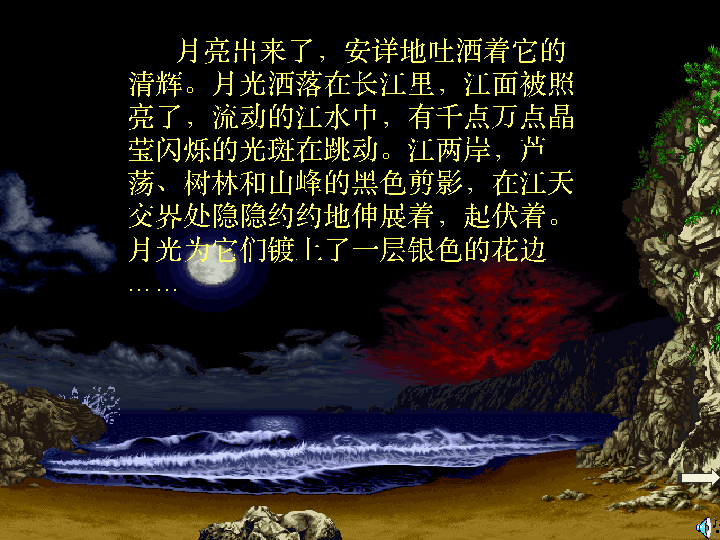 月亮出来了，安详地吐洒着它的
清辉。月光洒落在长江里，江面被照
亮了，流动的江水中，有千点万点晶
莹闪烁的光斑在跳动。江两岸，芦
荡、树林和山峰的黑色剪影，在江天
交界处隐隐约约地伸展着，起伏着。
月光为它们镀上了一层银色的花边
……